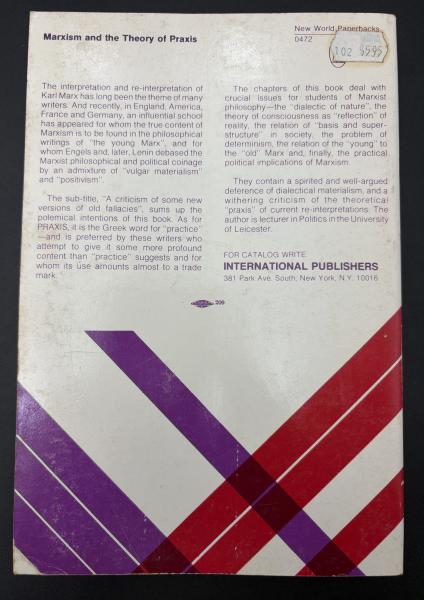 Marxism and the Theory of Praxis
New World Paperbacks
0472
102 $5.95
The interpretation and re-interpretation of
Karl Marx has long been the theme of many
writers. And recently, in England, America,
France and Germany, an influential school
has appeared for whom the true content of
Marxism is to be found in the philosophical
writings of "the young Marx", and for
whom Engels and, later, Lenin debased the
Marxist philosophical and political coinage
by an admixture of "vulgar materialism"
and "positivism".
The sub-title, "A criticism of some new
versions of old fallacies", sums up the
polemical intentions of this book. As for
PRAXIS, it is the Greek word for "practice"
—and is preferred by these writers who
attempt to give it some more profound
content than "practice" suggests and for
whom its use amounts almost to a trade
mark.
The chapters of this book deal with
crucial issues for students of Marxist
philosophy—the "dialectic of nature", the
theory of consciousness as "reflection" of
reality, the relation of "basis and super-
structure" in society, the problem of
determinism, the relation of the "young" to
the "old" Marx and, finally, the practical
political implications of Marxism.
They contain a spirited and well-argued
deference of dialectical materialism, and a
withering criticism of the theoretical
"praxis" of current re-interpretations. The
author is lecturer in Politics in the University
of Leicester.
FOR CATALOG WRITE
INTERNATIONAL PUBLISHERS
381 Park Ave. South, New York, N.Y. 10016
209